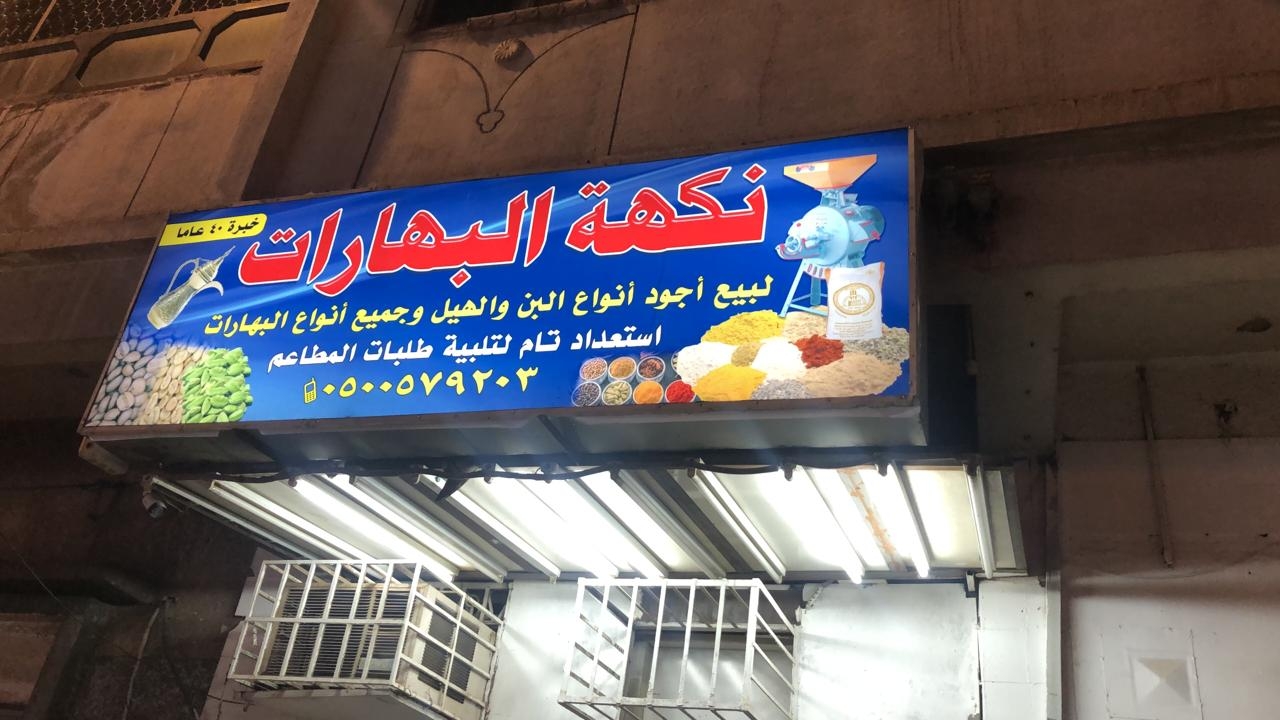 خبرة ٤٠ عاما
نكهة البهارات
لبيع أجود أنواع البن والهيل وجميع أنواع البهارات
استعداد تام لتلبية طلبات المطاعم
٠٥٠٠٥٧٩٢٠٣